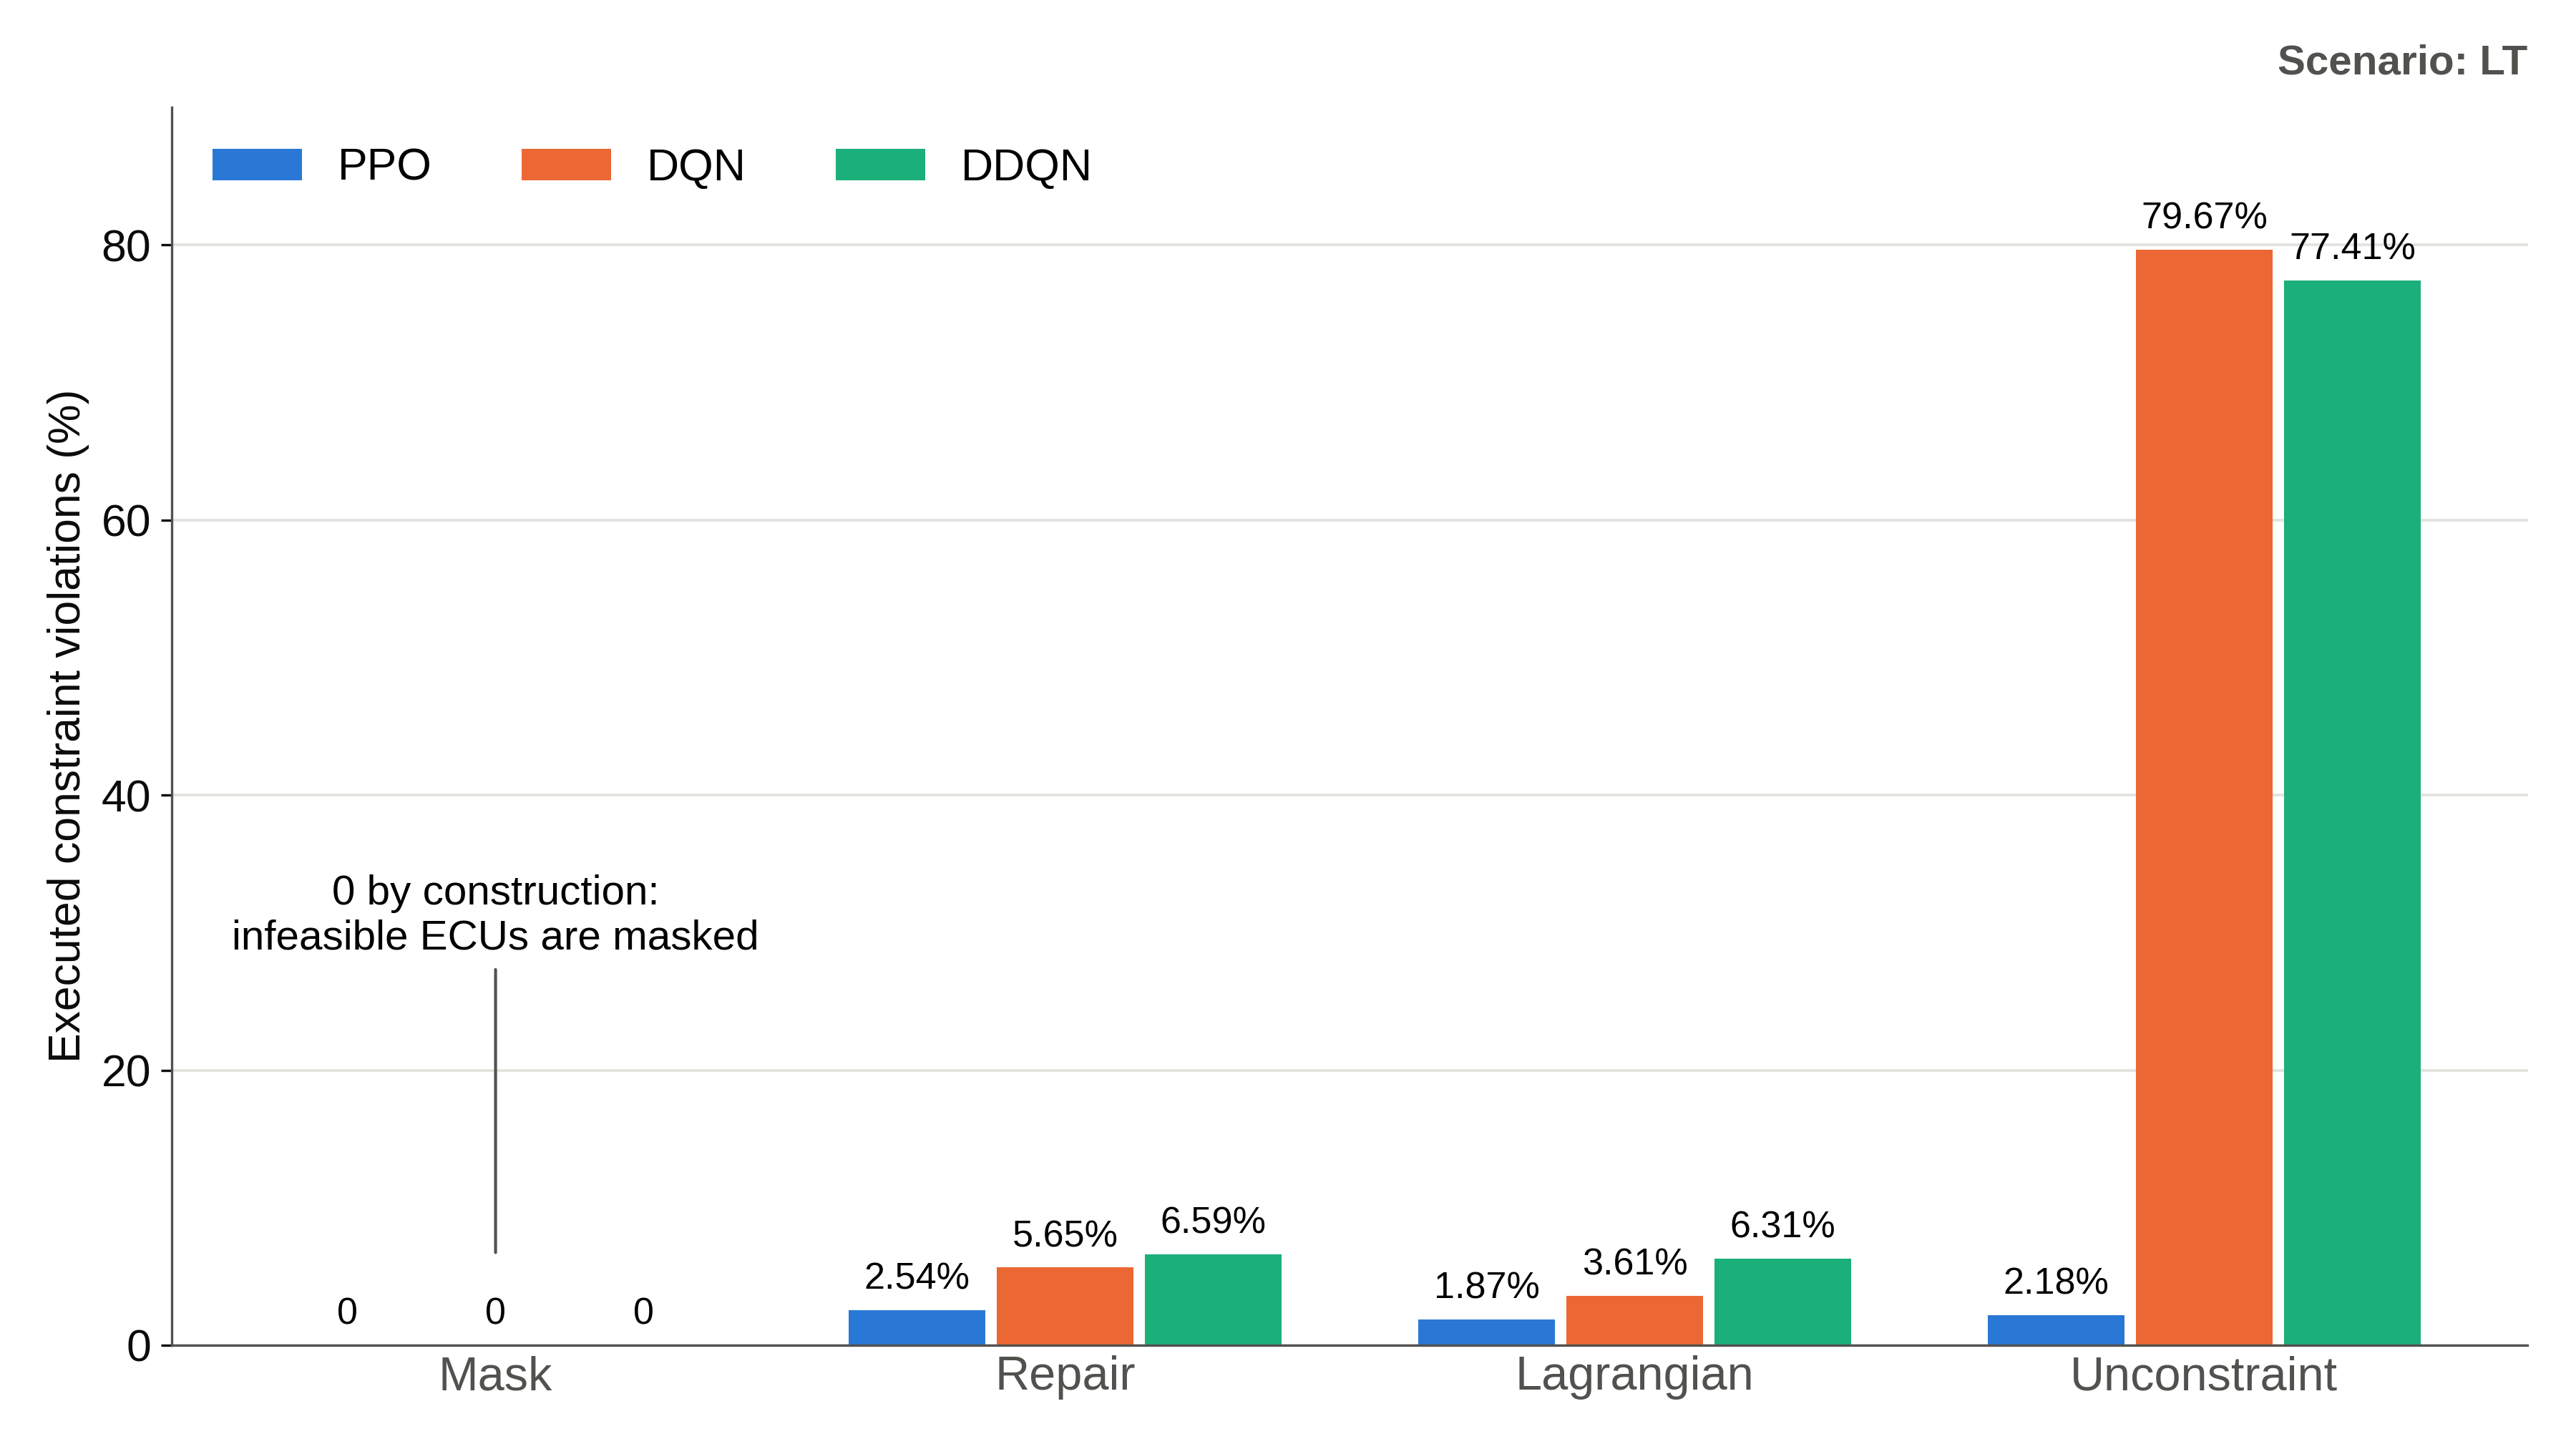 Scenario: LT
PPO DQN DDQN
Executed constraint violations (%)
80
60
40
20
0
0 by construction:
infeasible ECUs are masked
0 0 0
2.54% 5.65% 6.59%
1.87% 3.61% 6.31%
2.18% 79.67% 77.41%
Mask Repair Lagrangian Unconstraint